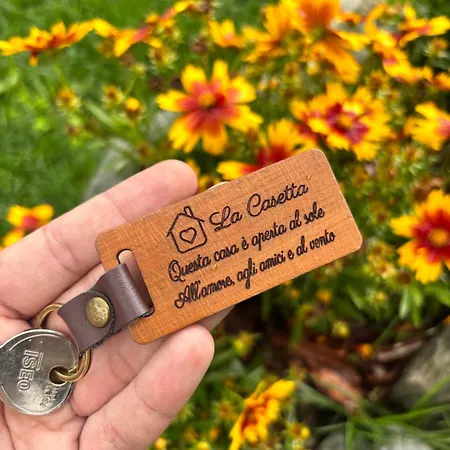 La Casetta
Questa casa è aperta al sole
All'amore, agli amici e al vento
ISEO